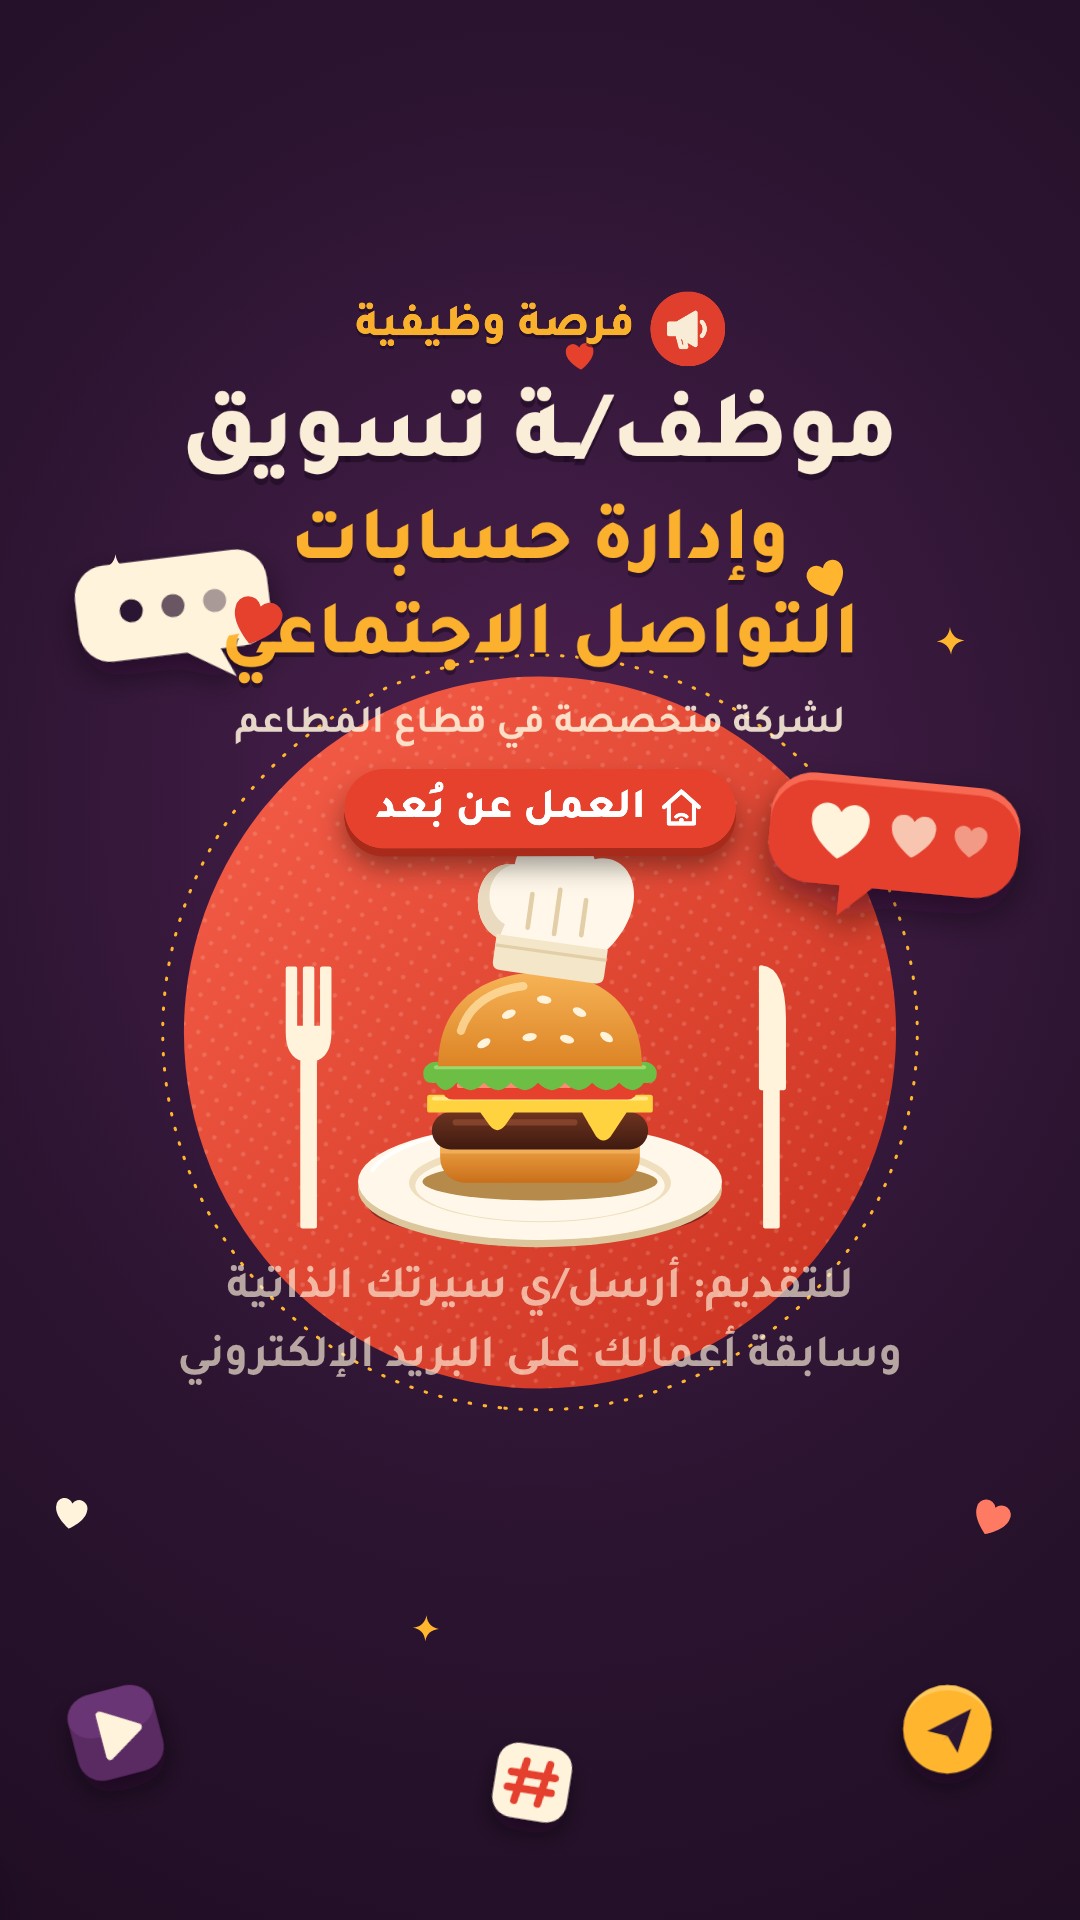 فرصة وظيفية
موظف/ة تسويق
وإدارة حسابات
التواصل الاجتماعي
لشركة متخصصة في قطاع المطاعم
العمل عن بُعد
للتقديم: أرسل/ي سيرتك الذاتية
وسابقة أعمالك على البريد الإلكتروني
#